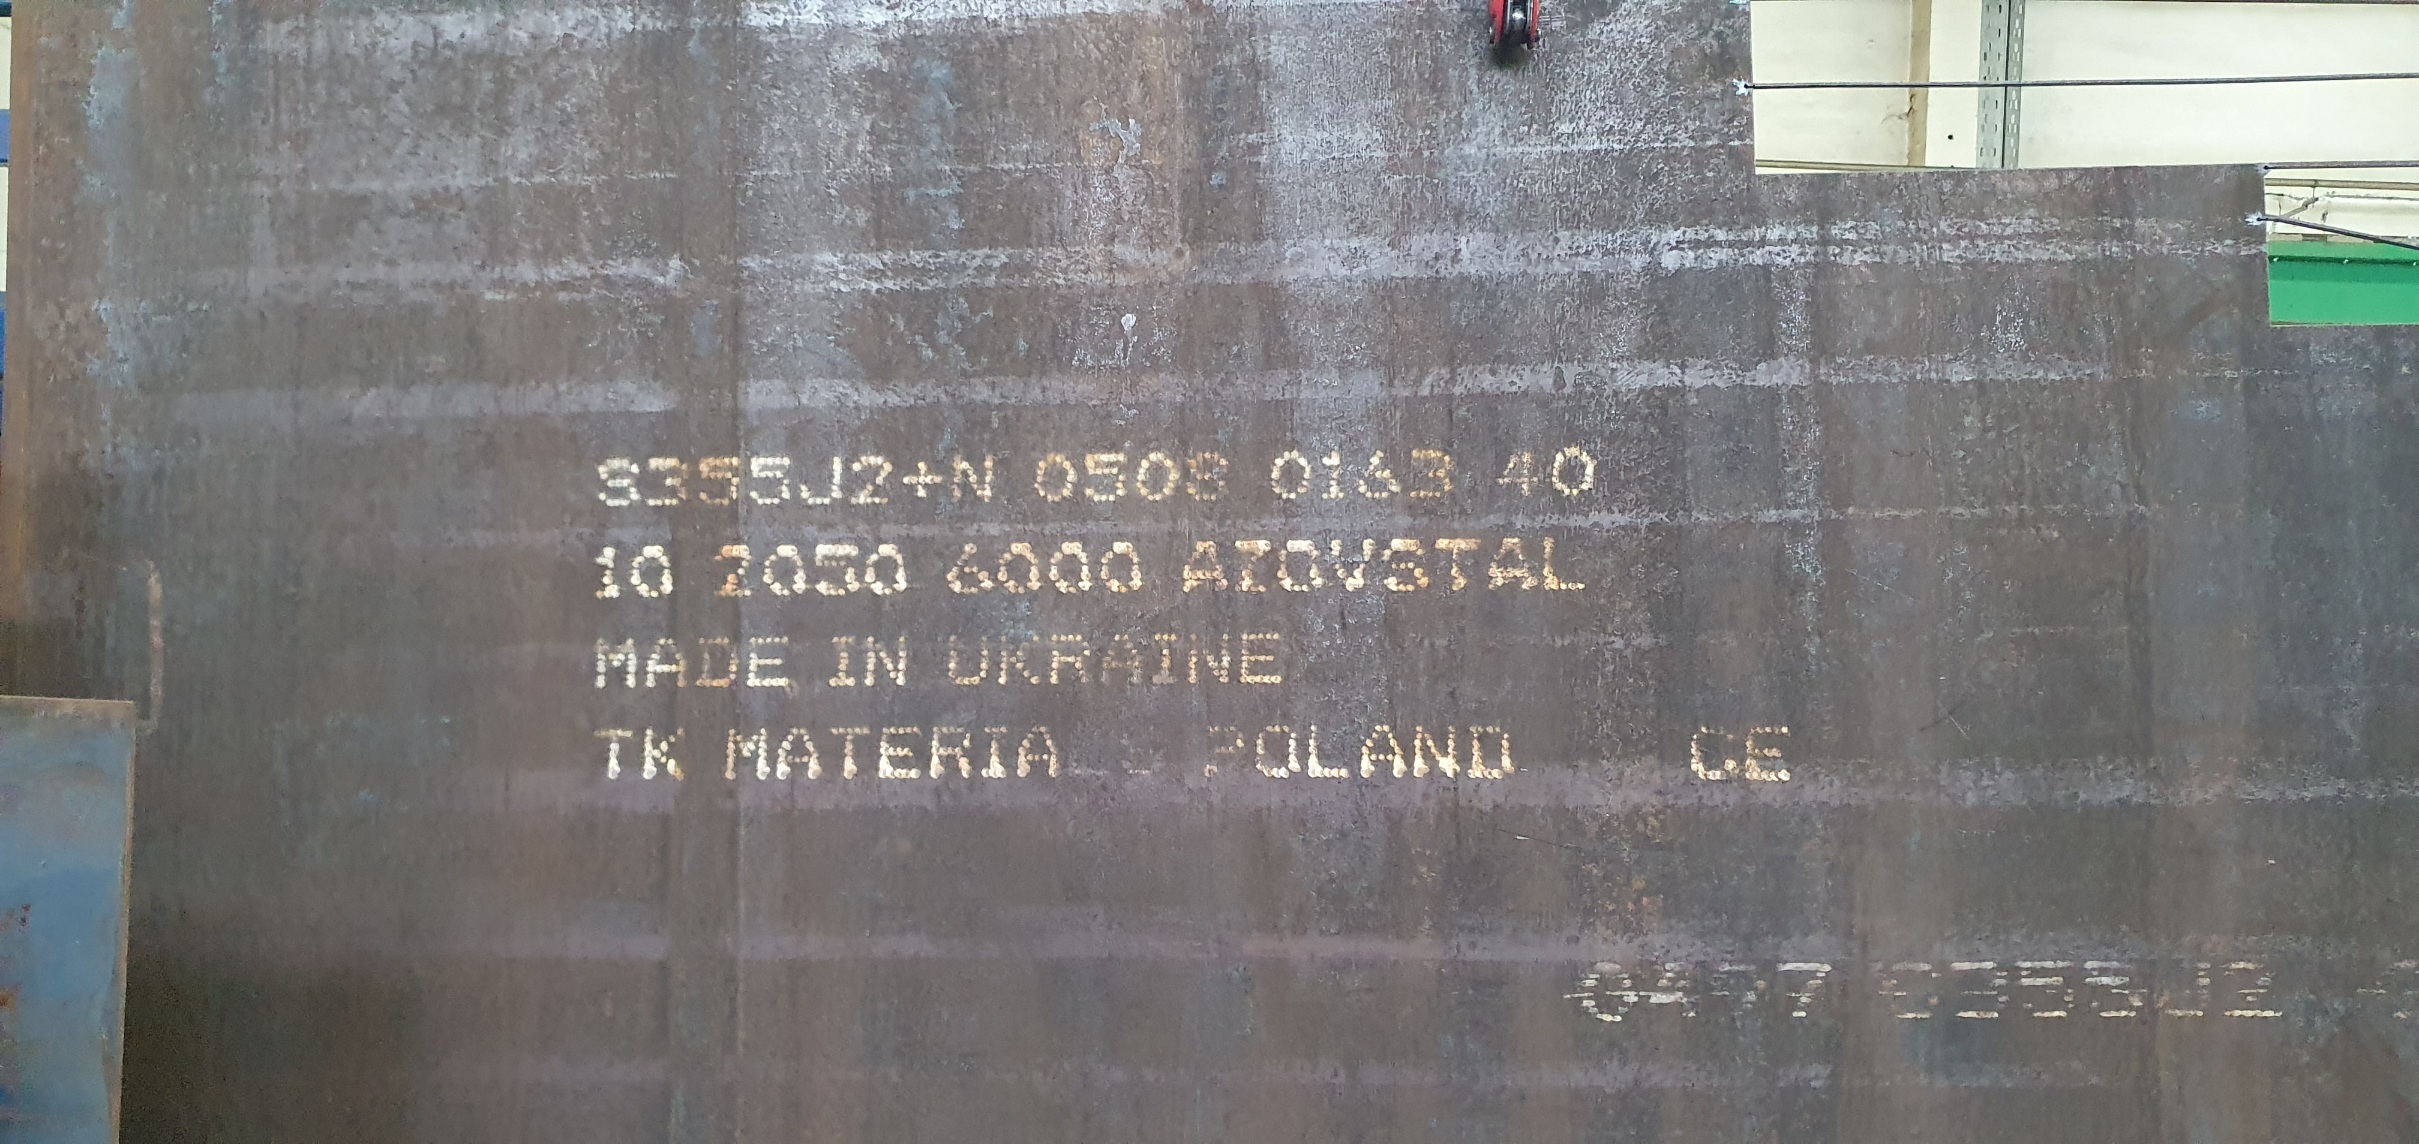 S355J2+N 0508 0163 40
10 2050 6000 AZOVSTAL
MADE IN UKRAINE
TK MATERIA POLAND CE